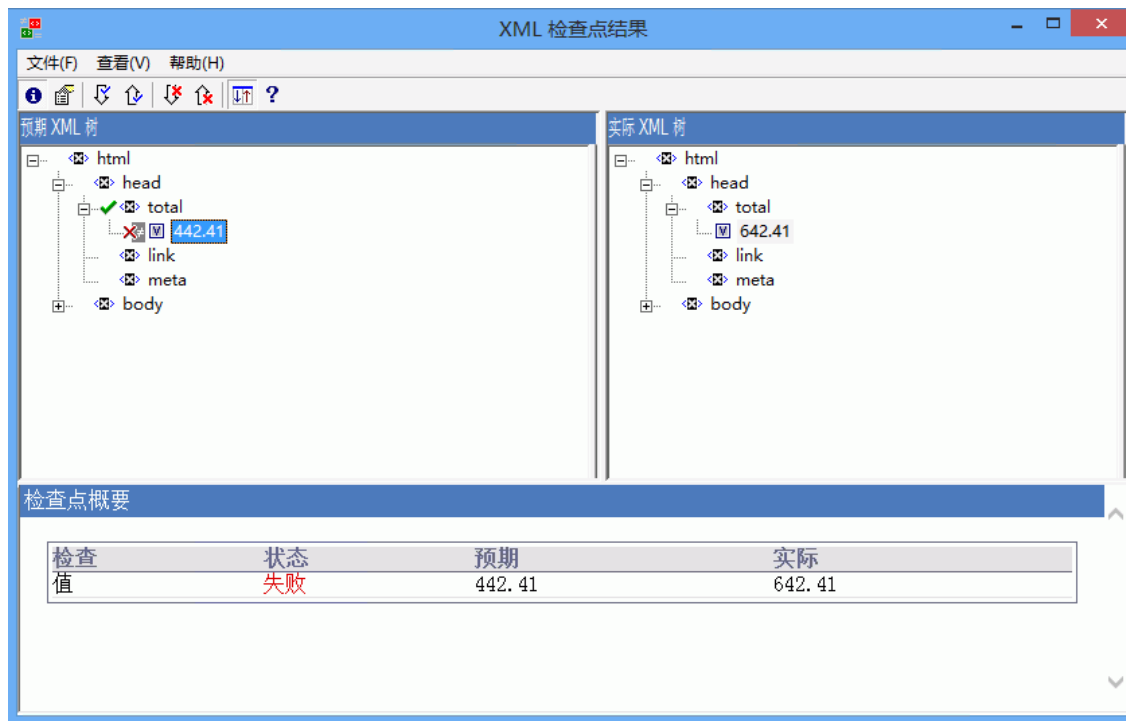 XML 检查点结果
文件(F) 查看(V) 帮助(H)
预期 XML 树
html
head
total
442.41
link
meta
body
实际 XML 树
html
head
total
642.41
link
meta
body
检查点概要
检查 状态 预期 实际
值 失败 442.41 642.41